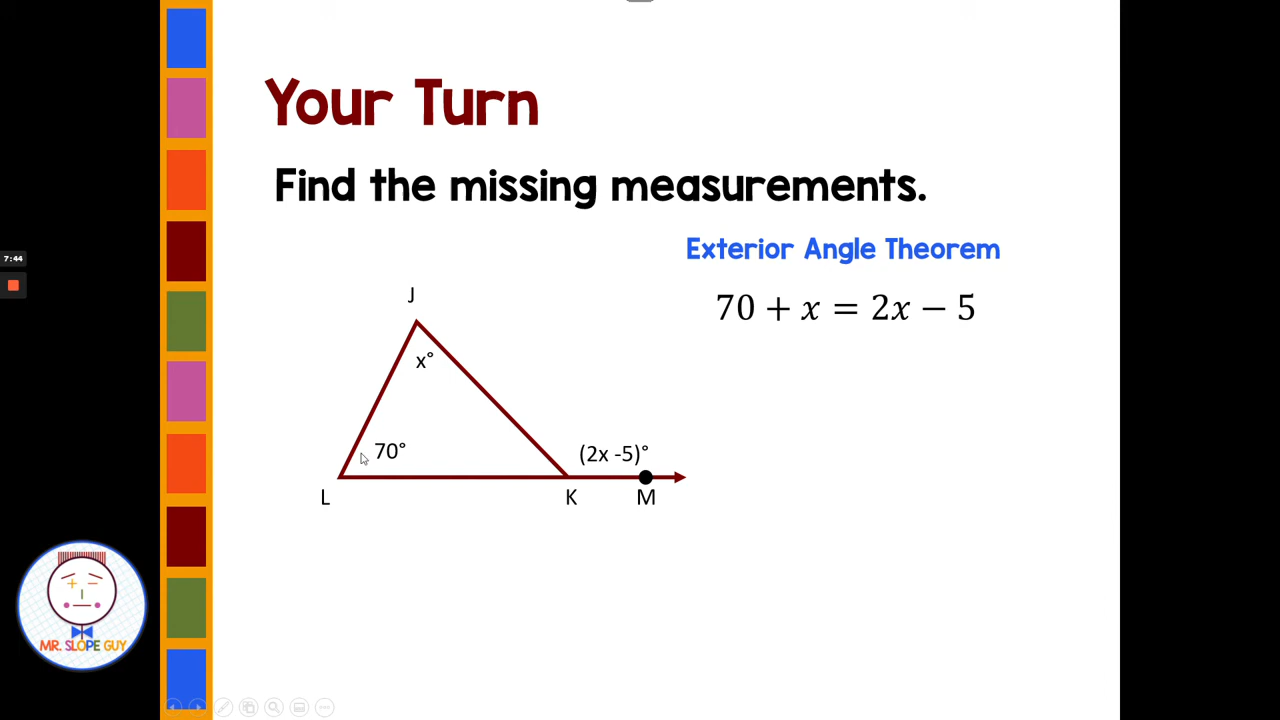 Your Turn
Find the missing measurements.
7:44
Exterior Angle Theorem
70 + x = 2x − 5
J
x°
70°
(2x -5)°
L
K
M
MR. SLOPE GUY